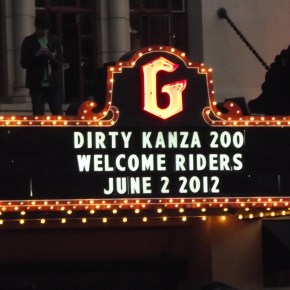 G
DIRTY KANZA 200
WELCOME RIDERS
JUNE 2 2012